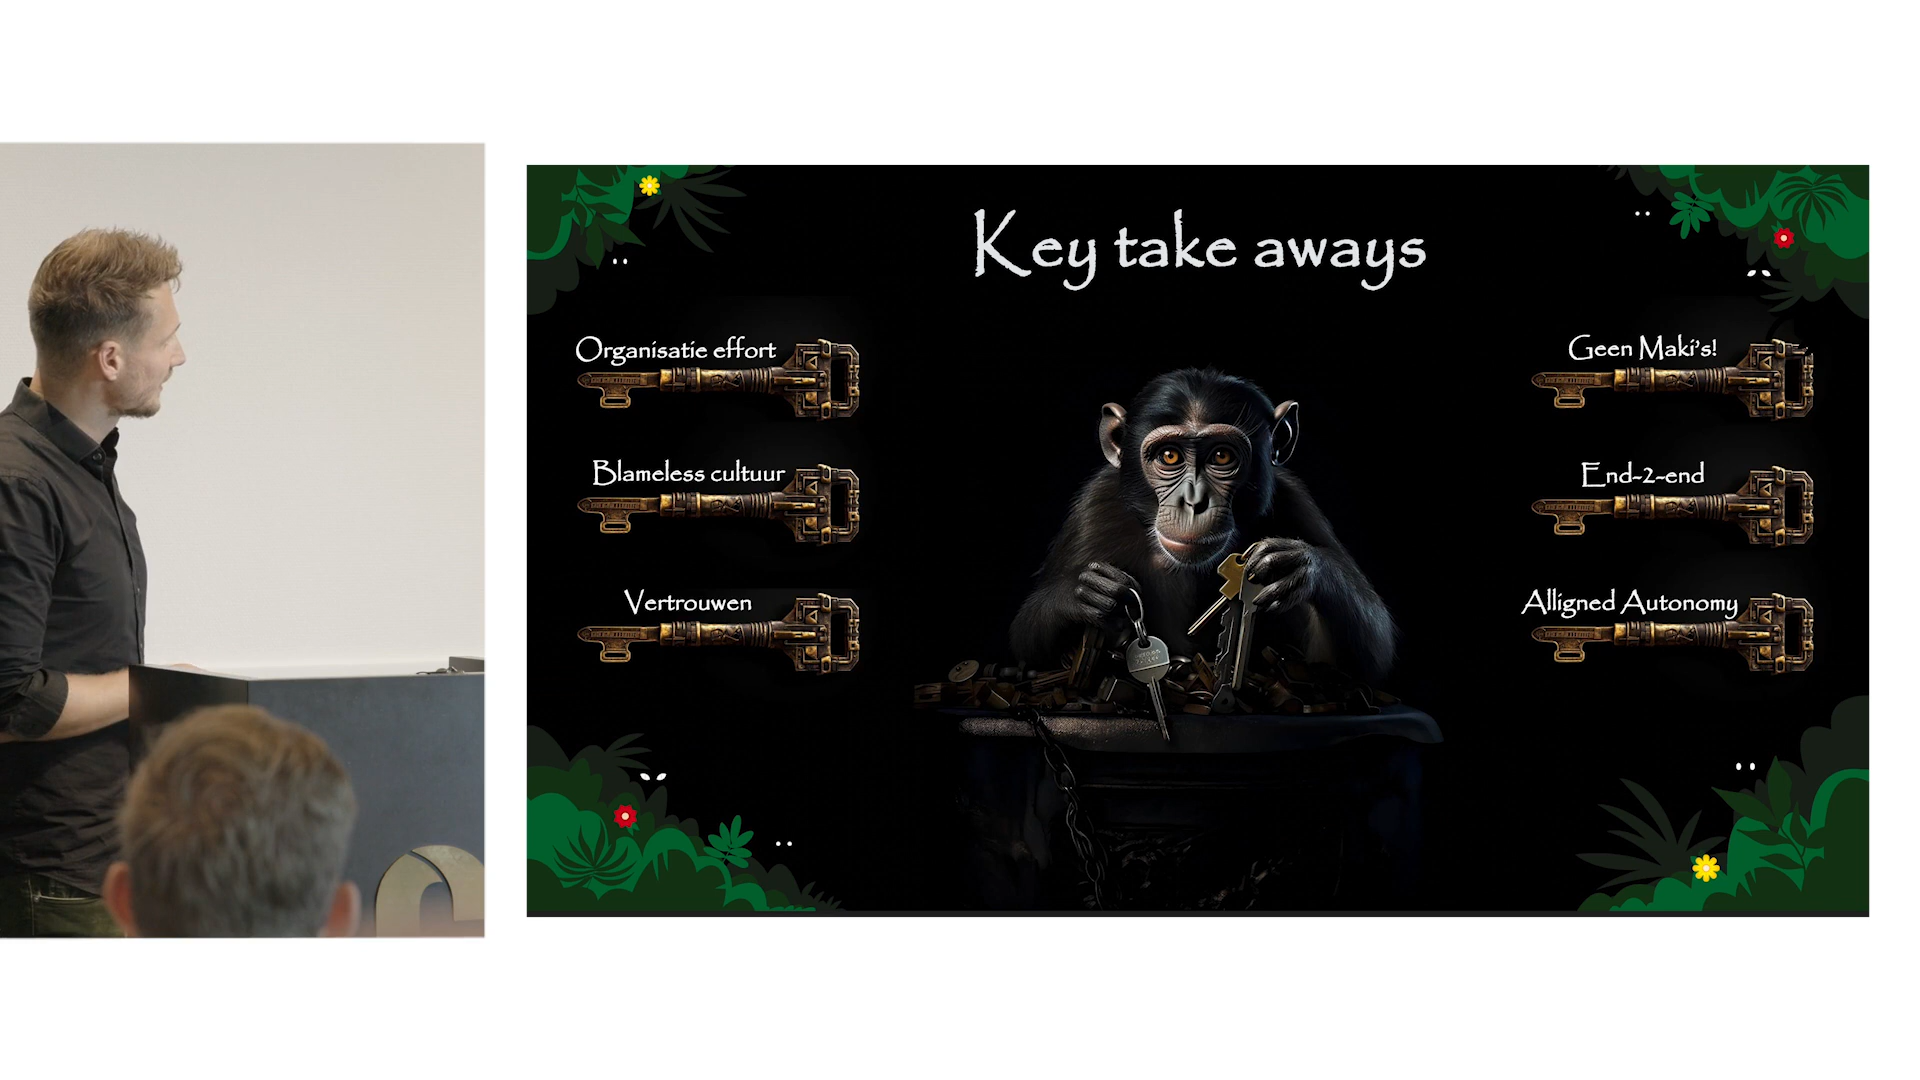 Key take aways
Organisatie effort
Blameless cultuur
Vertrouwen
Geen Maki's!
End-2-end
Alligned Autonomy